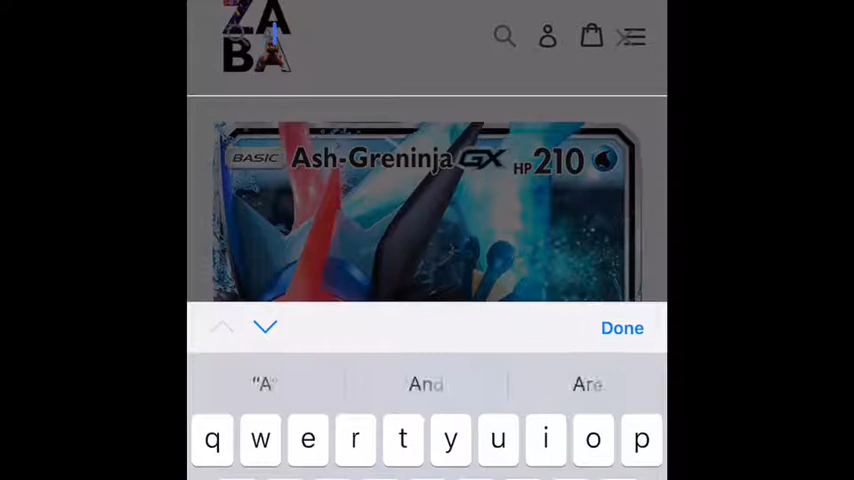 ZA
BA
BASIC Ash-Greninja GX HP 210
Done
“A” And Are
q w e r t y u i o p